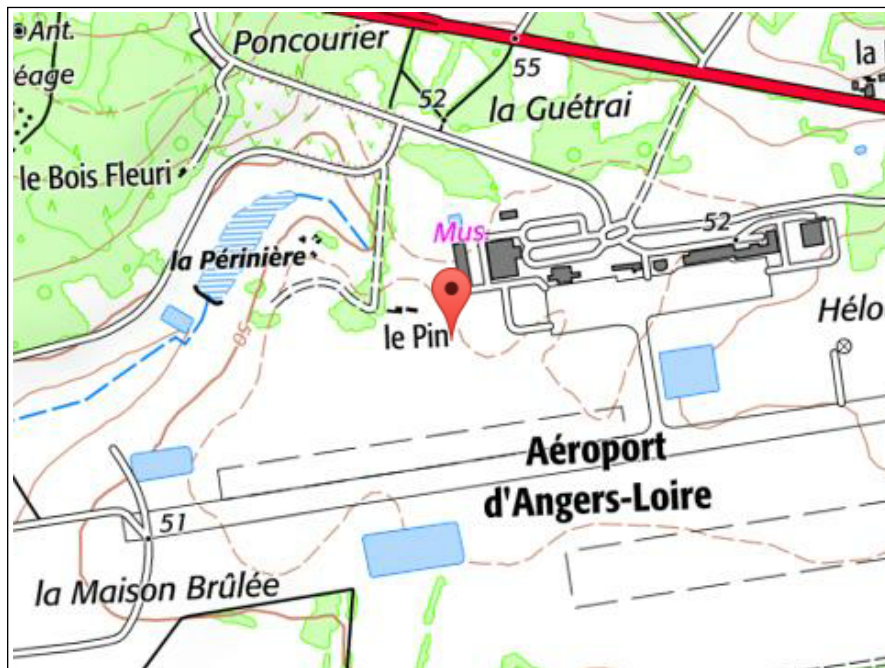 Ant.
Poncourier
55
la
éage
52
la Guétrai
le Bois Fleuri
Mus.
52
la Périnière
50
le Pin
Hélo
Aéroport
d'Angers-Loire
51
la Maison Brûlée